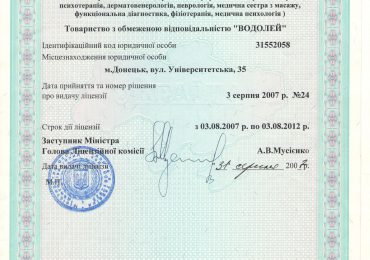 психотерапія, дерматовенерологія, неврологія, медична сестра з масажу,
функціональна діагностика, фізіотерапія, медична психологія )
Товариство з обмеженою відповідальністю "ВОДОЛЕЙ"
Ідентифікаційний код юридичної особи 31552058
Місцезнаходження юридичної особи
м.Донецьк, вул. Університетська, 35
Дата прийняття та номер рішення
про видачу ліцензії 3 серпня 2007 р. №24
Строк дії ліцензії з 03.08.2007 р. по 03.08.2012 р.
Заступник Міністра
Голова Ліцензійної комісії А.В.Мусієнко
Дата видачі ліцензії 31 серпня 200
М.П.